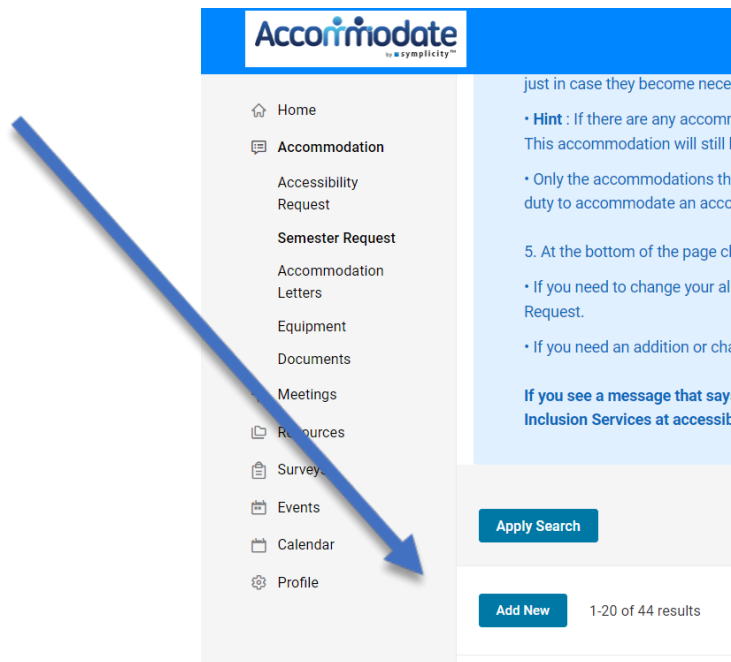 Accommodate
by symplicity™
Home
Accommodation
Accessibility
Request
Semester Request
Accommodation
Letters
Equipment
Documents
Meetings
Resources
Surveys
Events
Calendar
Profile
just in case they become nece
• Hint : If there are any accomm
This accommodation will still
• Only the accommodations th
duty to accommodate an acco
5. At the bottom of the page cl
• If you need to change your al
Request.
• If you need an addition or cha
If you see a message that say
Inclusion Services at accessib
Apply Search
Add New 1-20 of 44 results